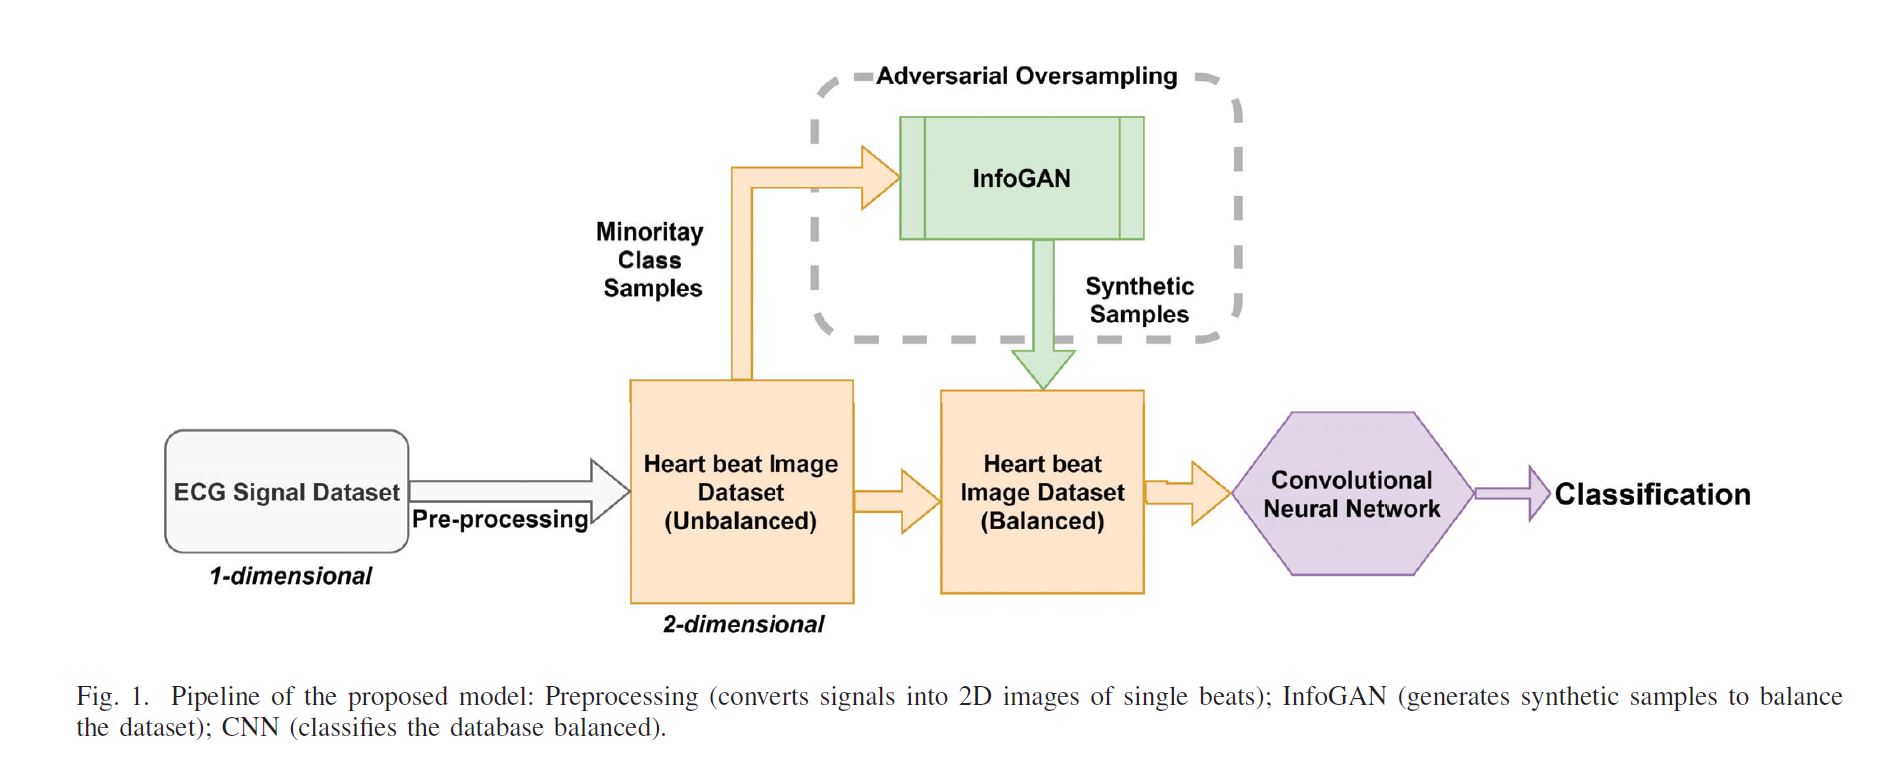 Adversarial Oversampling
InfoGAN
Minoritay
Class
Samples
Synthetic
Samples
ECG Signal Dataset
Pre-processing
1-dimensional
Heart beat Image
Dataset
(Unbalanced)
2-dimensional
Heart beat
Image Dataset
(Balanced)
Convolutional
Neural Network
Classification
Fig. 1. Pipeline of the proposed model: Preprocessing (converts signals into 2D images of single beats); InfoGAN (generates synthetic samples to balance
the dataset); CNN (classifies the database balanced).